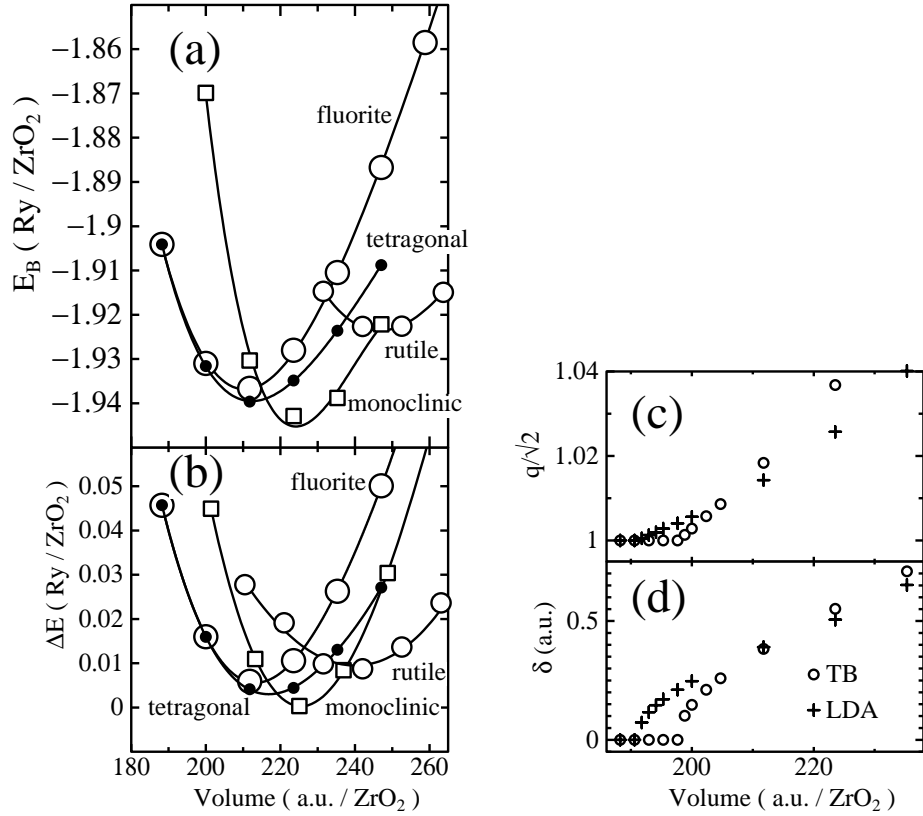 (a)
−1.86
−1.87
−1.88
−1.89
−1.9
−1.91
−1.92
−1.93
−1.94
E_B ( Ry / ZrO₂ )
fluorite
tetragonal
rutile
monoclinic
(b)
0.05
0.04
0.03
0.02
0.01
0
ΔE ( Ry / ZrO₂ )
fluorite
rutile
tetragonal
monoclinic
180 200 220 240 260
Volume ( a.u. / ZrO₂ )
(c)
1.04
1.02
1
q/√2
(d)
0.5
0
δ (a.u.)
TB
LDA
200 220
Volume ( a.u. / ZrO₂ )